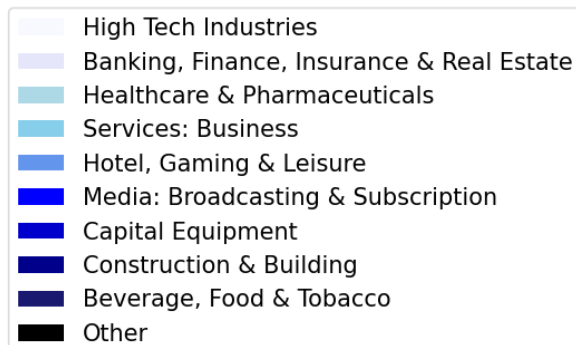 High Tech Industries
Banking, Finance, Insurance & Real Estate
Healthcare & Pharmaceuticals
Services: Business
Hotel, Gaming & Leisure
Media: Broadcasting & Subscription
Capital Equipment
Construction & Building
Beverage, Food & Tobacco
Other